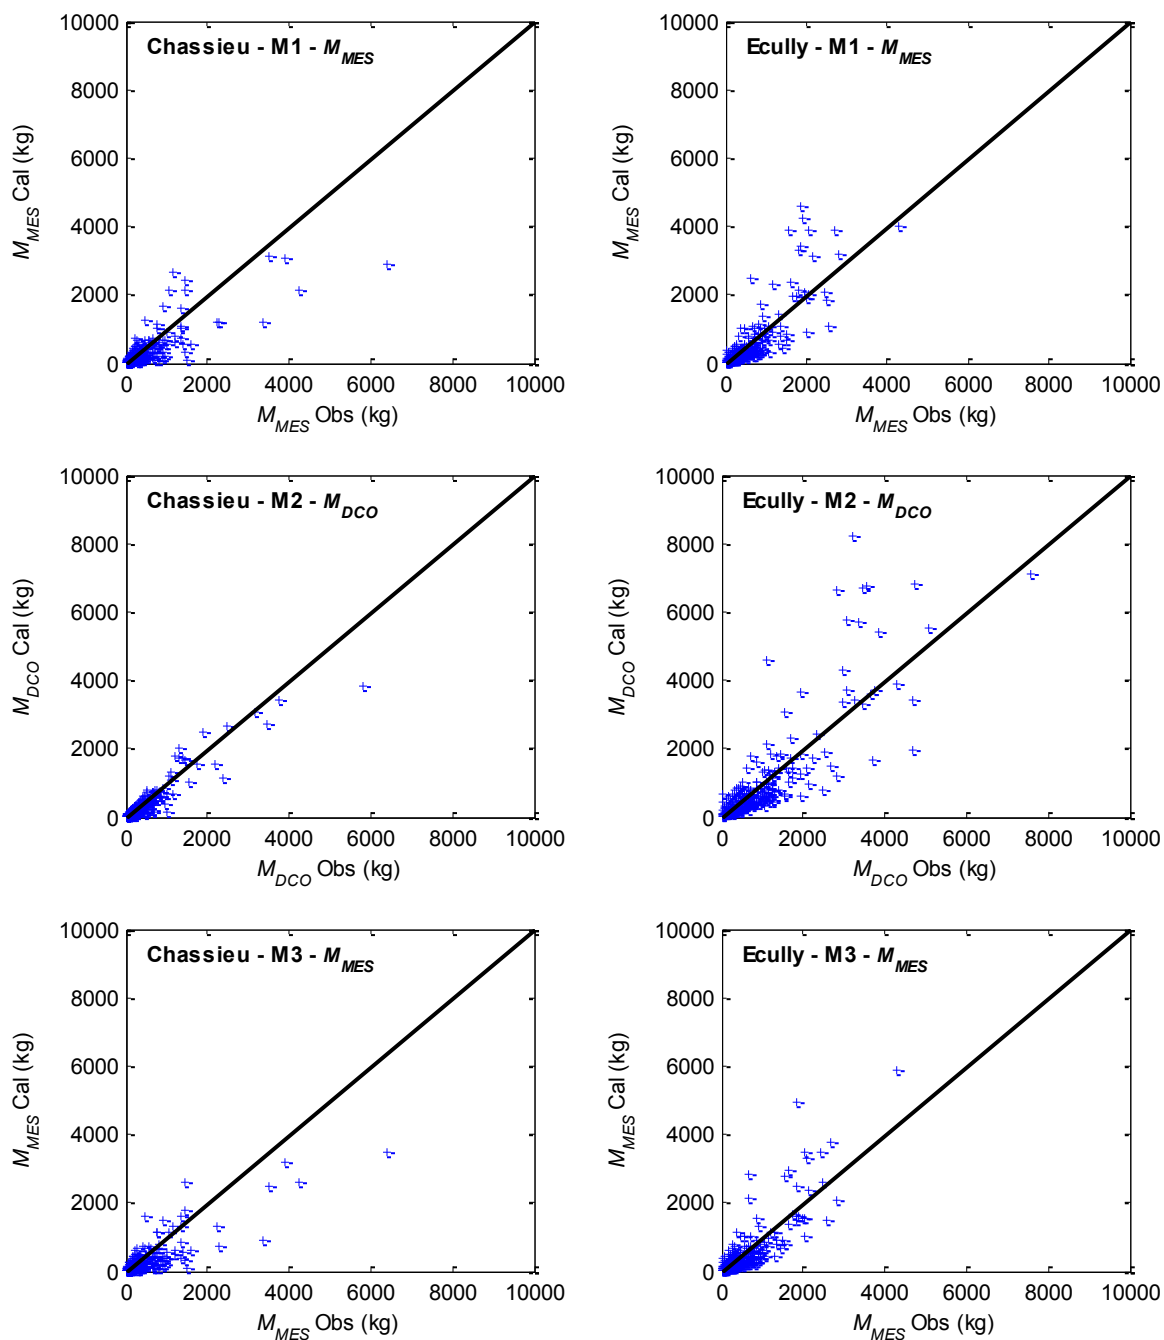 Chassieu - M1 - M_MES
10000
8000
6000
4000
2000
0
M_MES Cal (kg)
0 2000 4000 6000 8000 10000
M_MES Obs (kg)
Ecully - M1 - M_MES
10000
8000
6000
4000
2000
0
M_MES Cal (kg)
0 2000 4000 6000 8000 10000
M_MES Obs (kg)
Chassieu - M2 - M_DCO
10000
8000
6000
4000
2000
0
M_DCO Cal (kg)
0 2000 4000 6000 8000 10000
M_DCO Obs (kg)
Ecully - M2 - M_DCO
10000
8000
6000
4000
2000
0
M_DCO Cal (kg)
0 2000 4000 6000 8000 10000
M_DCO Obs (kg)
Chassieu - M3 - M_MES
10000
8000
6000
4000
2000
0
M_MES Cal (kg)
0 2000 4000 6000 8000 10000
M_MES Obs (kg)
Ecully - M3 - M_MES
10000
8000
6000
4000
2000
0
M_MES Cal (kg)
0 2000 4000 6000 8000 10000
M_MES Obs (kg)